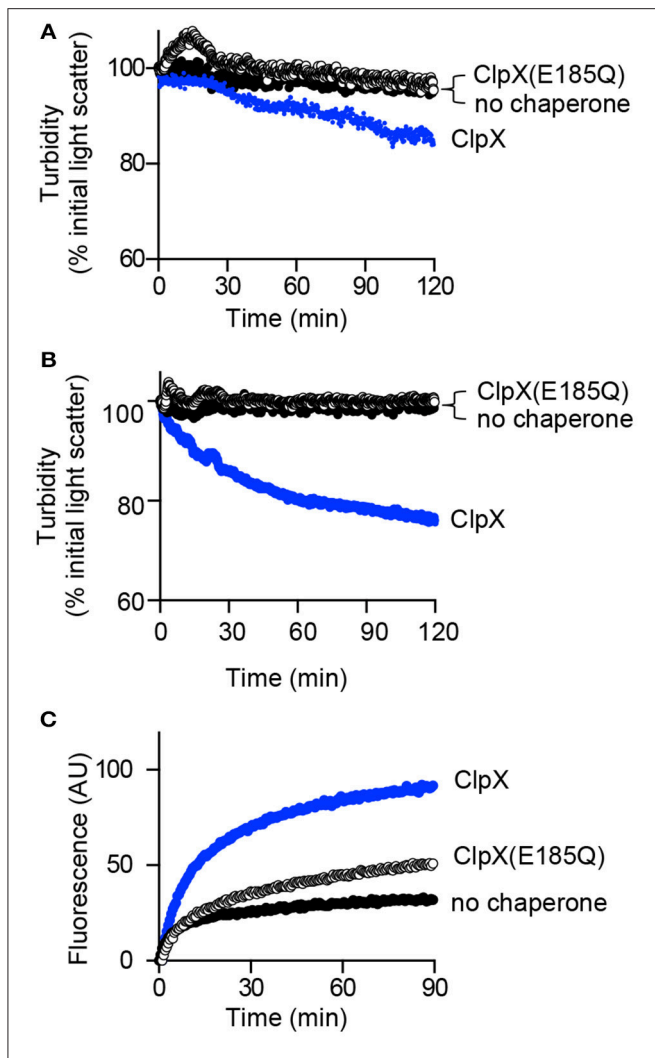 A
Turbidity
(% initial light scatter)
100
80
60
0 30 60 90 120
Time (min)
ClpX(E185Q)
no chaperone
ClpX
B
Turbidity
(% initial light scatter)
100
80
60
0 30 60 90 120
Time (min)
ClpX(E185Q)
no chaperone
ClpX
C
Fluorescence (AU)
100
50
0
0 30 60 90
Time (min)
ClpX
ClpX(E185Q)
no chaperone